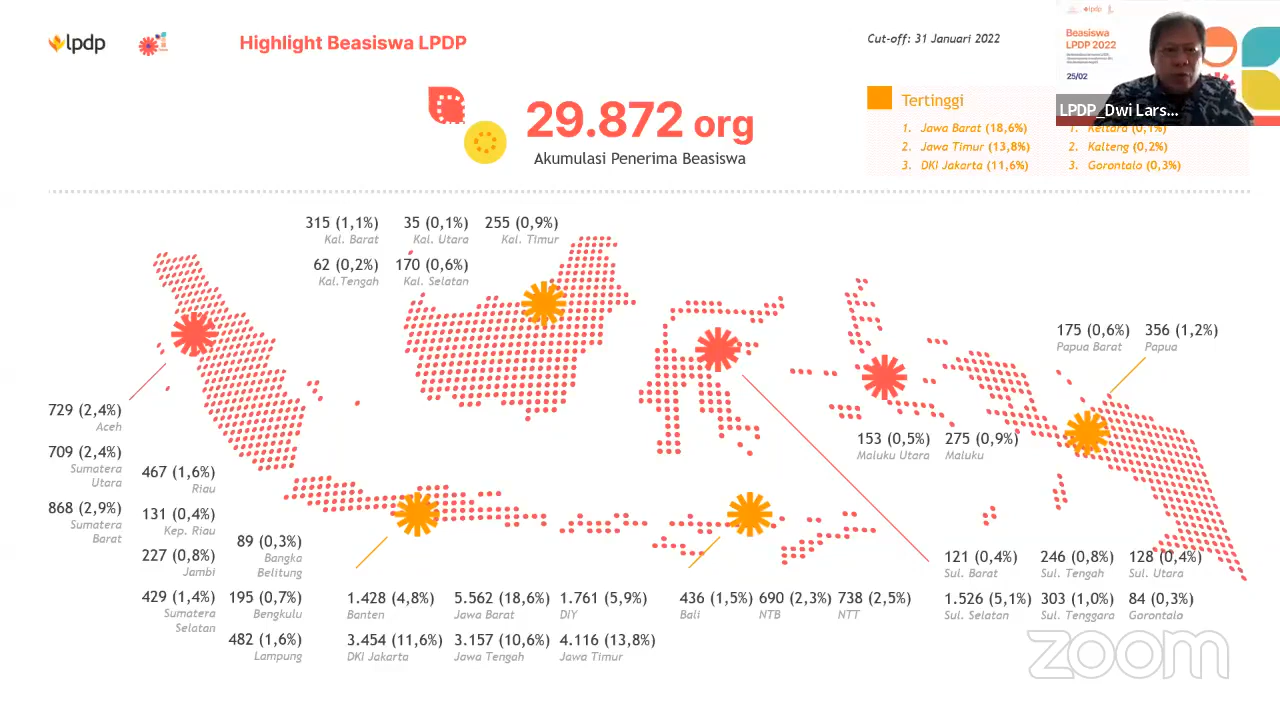 lpdp
Highlight Beasiswa LPDP
Cut-off: 31 Januari 2022
lpdp
Beasiswa
LPDP 2022
25/02
LPDP_Dwi Lars...
29.872 org
Akumulasi Penerima Beasiswa
Tertinggi
1. Jawa Barat (18,6%)
2. Jawa Timur (13,8%)
3. DKI Jakarta (11,6%)
1. Keltara (0,1%)
2. Kalteng (0,2%)
3. Gorontalo (0,3%)
315 (1,1%)
Kal. Barat
35 (0,1%)
Kal. Utara
255 (0,9%)
Kal. Timur
62 (0,2%)
Kal.Tengah
170 (0,6%)
Kal. Selatan
175 (0,6%)
Papua Barat
356 (1,2%)
Papua
729 (2,4%)
Aceh
709 (2,4%)
Sumatera
Utara
868 (2,9%)
Sumatera
Barat
467 (1,6%)
Riau
131 (0,4%)
Kep. Riau
227 (0,8%)
Jambi
429 (1,4%)
Sumatera
Selatan
89 (0,3%)
Bangka
Belitung
195 (0,7%)
Bengkulu
482 (1,6%)
Lampung
153 (0,5%)
Maluku Utara
275 (0,9%)
Maluku
1.428 (4,8%)
Banten
5.562 (18,6%)
Jawa Barat
1.761 (5,9%)
DIY
3.454 (11,6%)
DKI Jakarta
3.157 (10,6%)
Jawa Tengah
4.116 (13,8%)
Jawa Timur
436 (1,5%)
Bali
690 (2,3%)
NTB
738 (2,5%)
NTT
121 (0,4%)
Sul. Barat
246 (0,8%)
Sul. Tengah
128 (0,4%)
Sul. Utara
1.526 (5,1%)
Sul. Selatan
303 (1,0%)
Sul. Tenggara
84 (0,3%)
Gorontalo
zoom